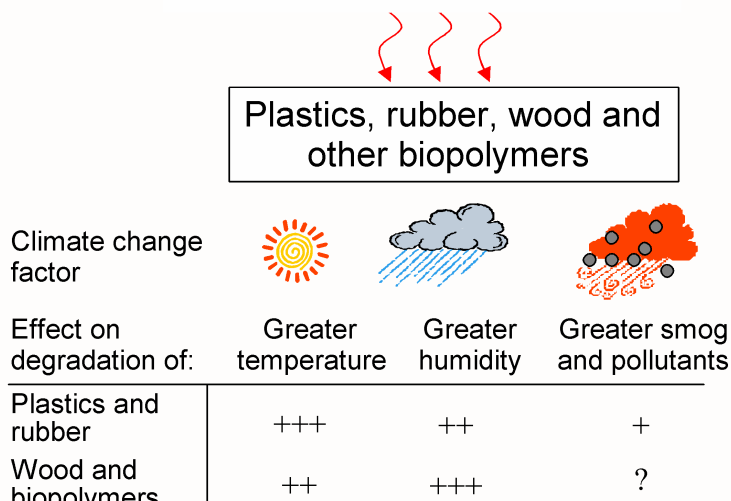 Plastics, rubber, wood and
other biopolymers
Climate change
factor
Effect on
degradation of:
Greater
temperature
Greater
humidity
Greater smog
and pollutants
Plastics and
rubber
+++
++
+
Wood and
biopolymers
++
+++
?